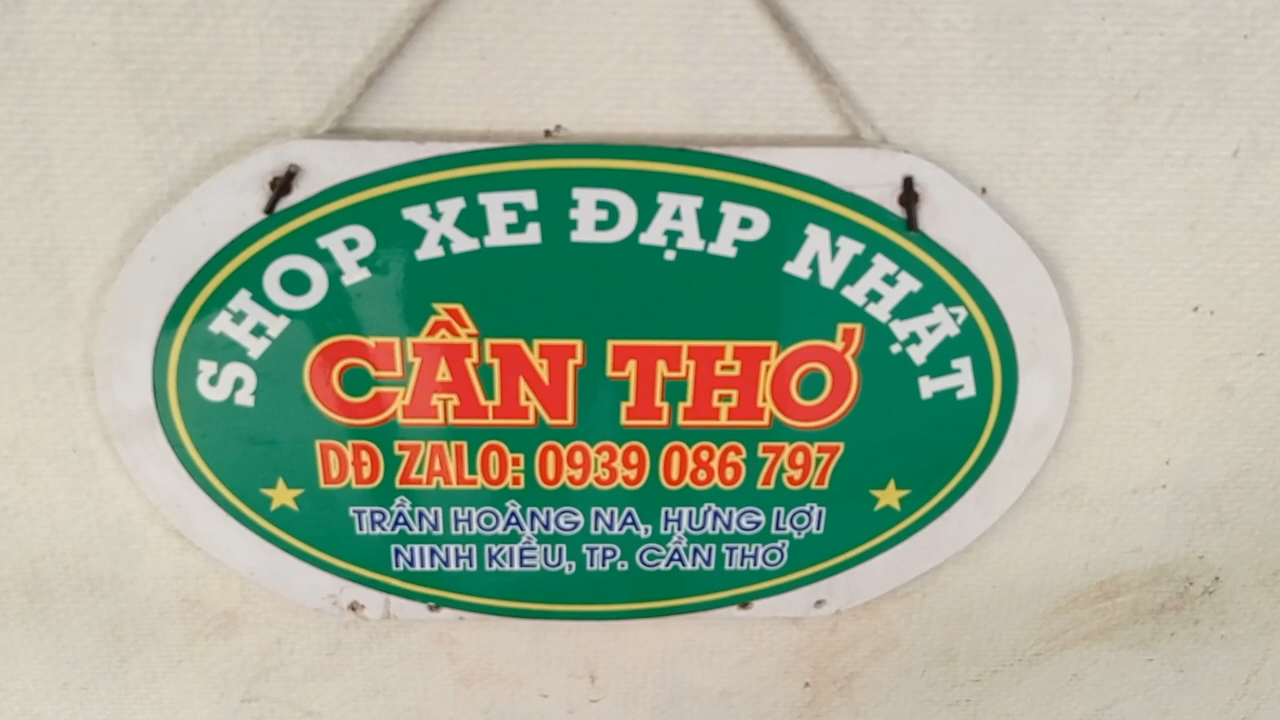 SHOP XE ĐẠP NHẬT
CẦN THƠ
DĐ ZALO: 0939 086 797
TRẦN HOÀNG NA, HƯNG LỢI
NINH KIỀU, TP. CẦN THƠ